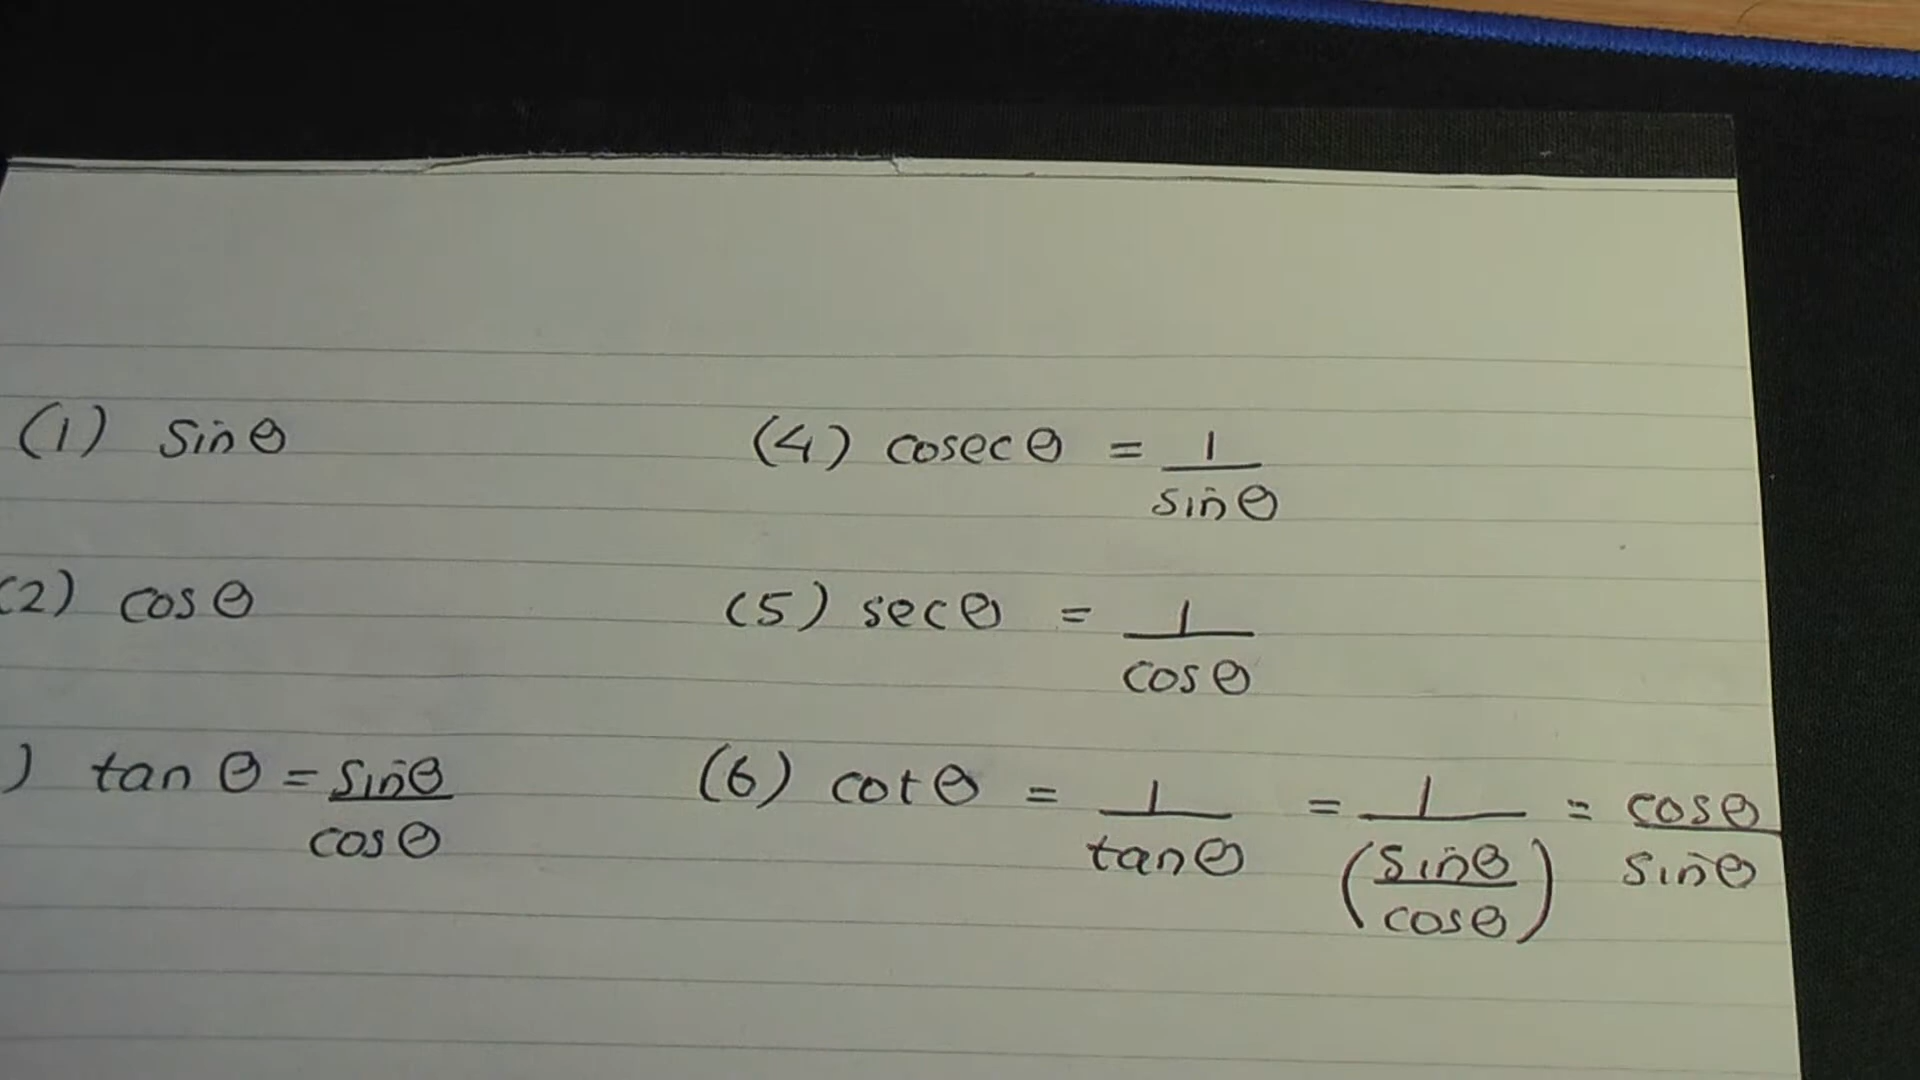 (1) sinθ (4) cosecθ = 1/sinθ
(2) cosθ (5) secθ = 1/cosθ
) tanθ = sinθ/cosθ (6) cotθ = 1/tanθ = 1/(sinθ/cosθ) = cosθ/sinθ